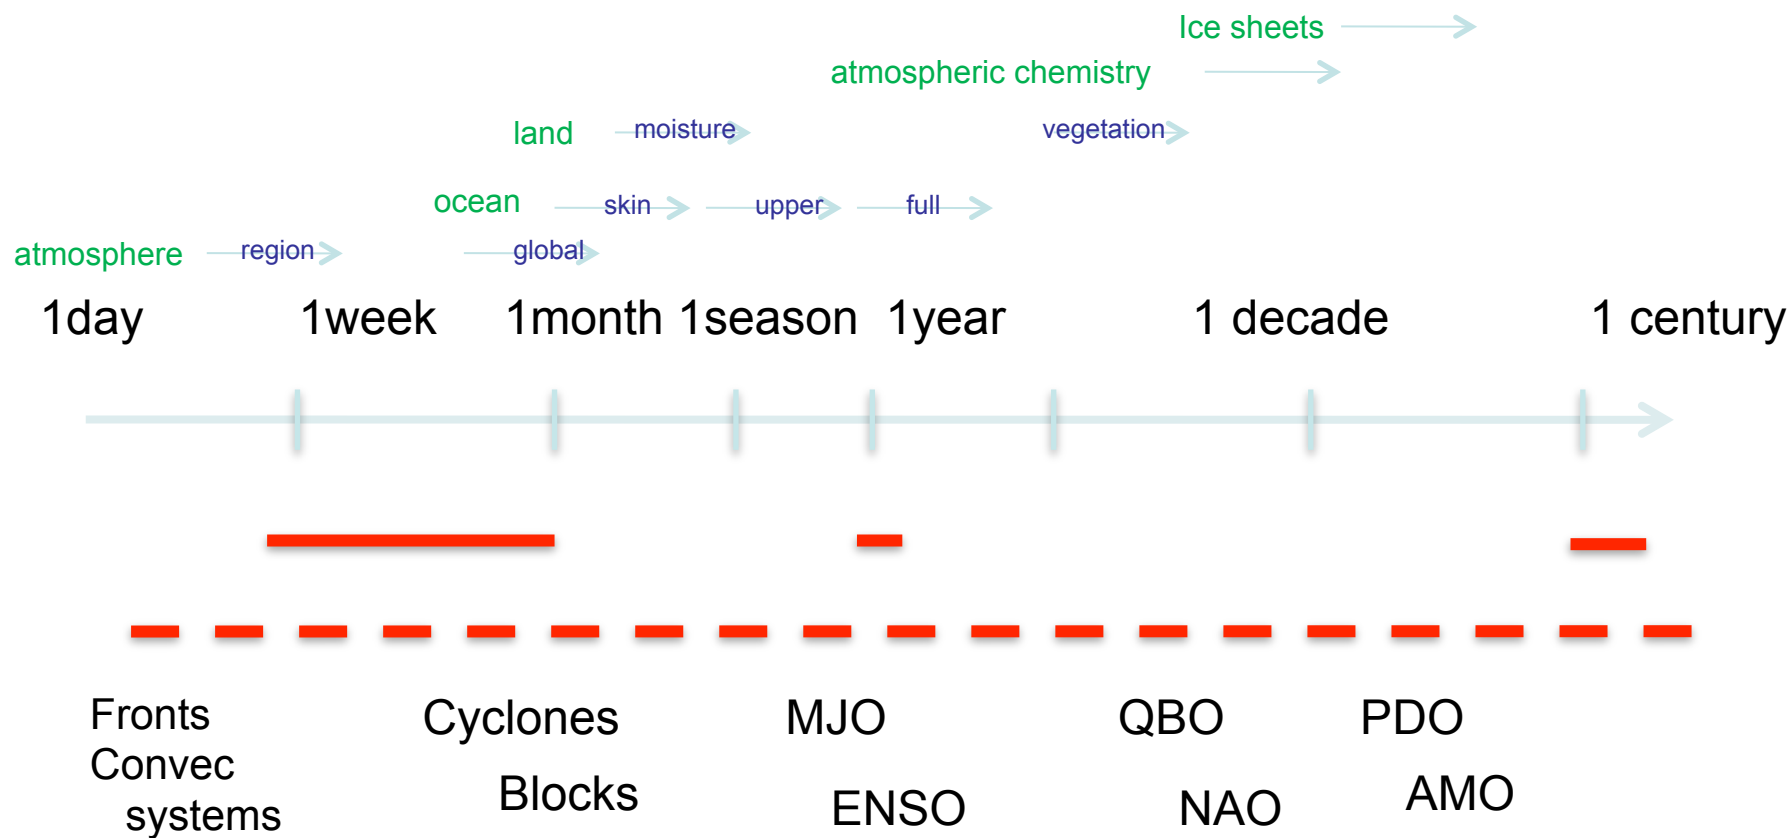 Ice sheets
atmospheric chemistry
land moisture vegetation
ocean skin upper full
atmosphere region global
1day 1week 1month 1season 1year 1 decade 1 century
Fronts Cyclones MJO QBO PDO
Convec
systems Blocks ENSO NAO AMO